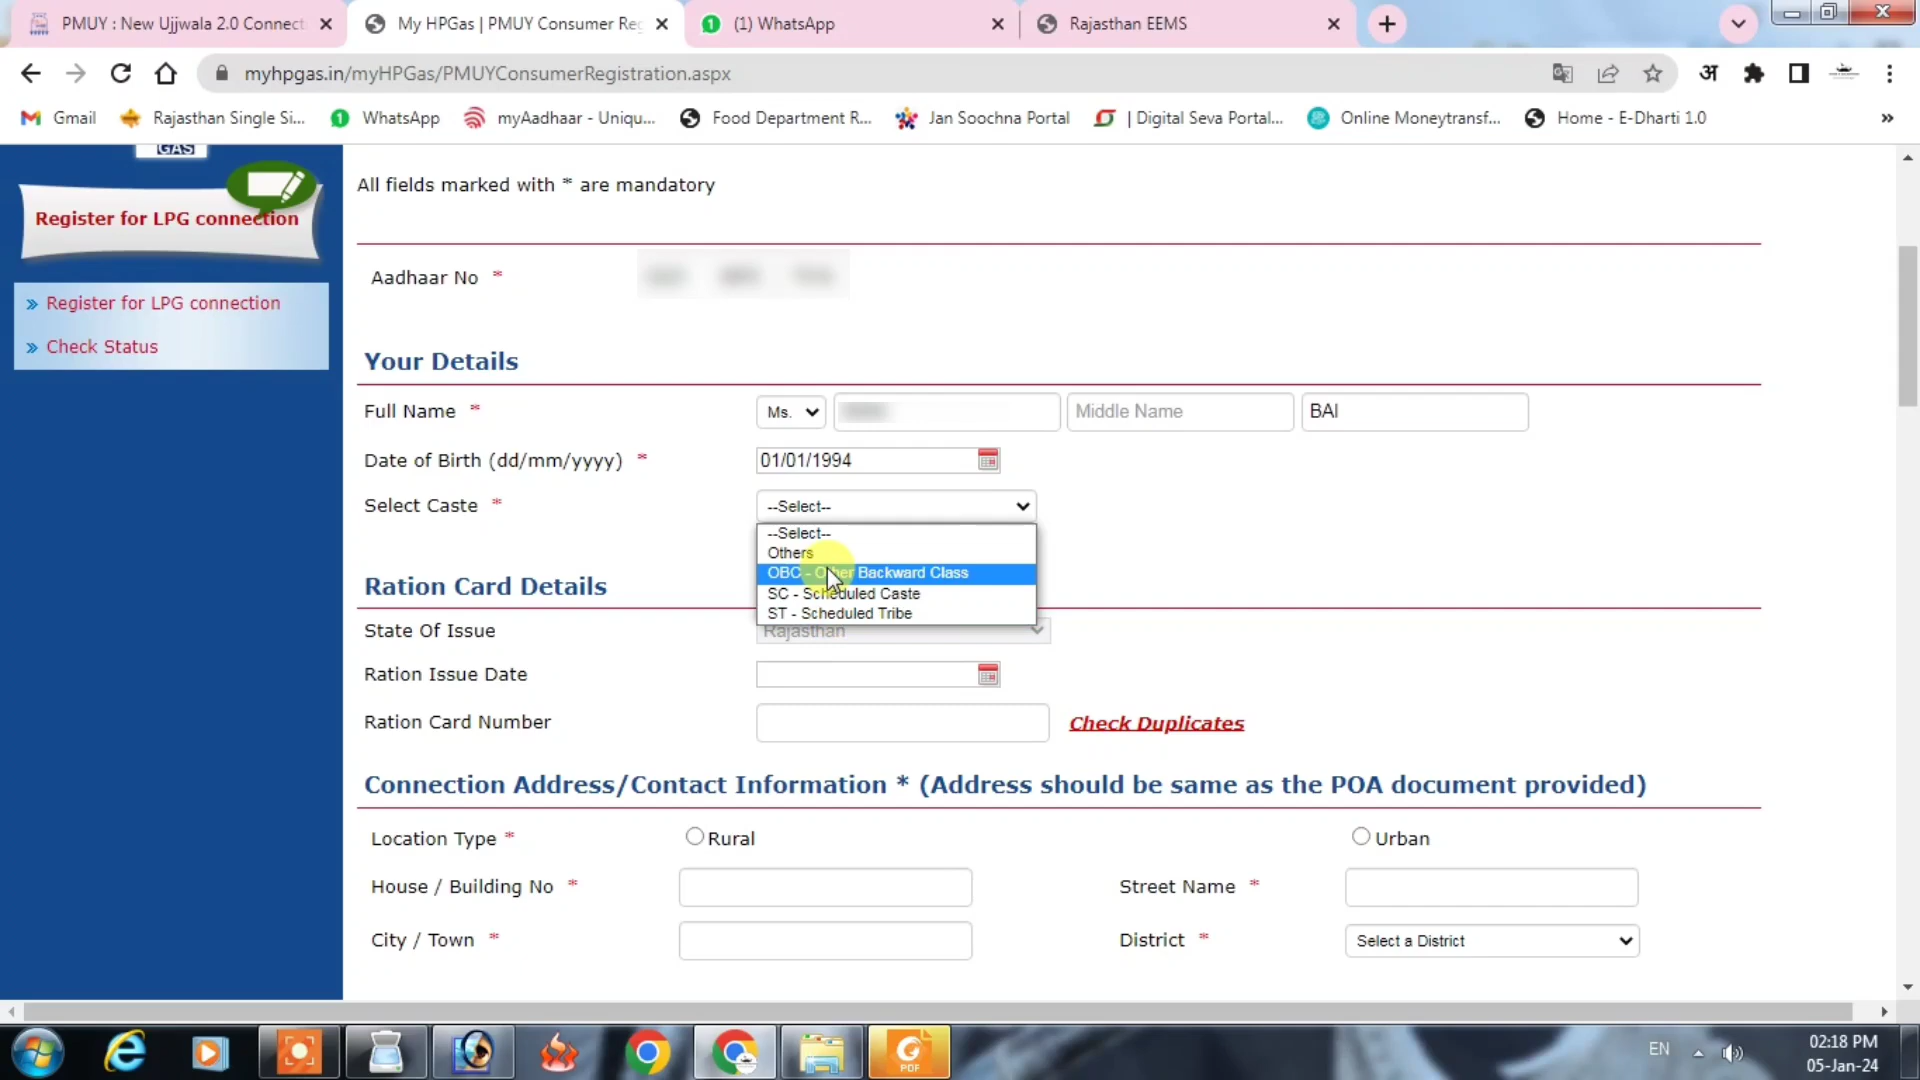 PMUY : New Ujjwala 2.0 Connect
My HPGas | PMUY Consumer Re
(1) WhatsApp
Rajasthan EEMS
myhpgas.in/myHPGas/PMUYConsumerRegistration.aspx
अ
Gmail
Rajasthan Single Si...
WhatsApp
myAadhaar - Uniqu...
Food Department R...
Jan Soochna Portal
| Digital Seva Portal...
Online Moneytransf...
Home - E-Dharti 1.0
»
GAS
Register for LPG connection
» Register for LPG connection
» Check Status
All fields marked with * are mandatory
Aadhaar No *
Your Details
Full Name *
Ms.
Middle Name
BAI
Date of Birth (dd/mm/yyyy) *
01/01/1994
Select Caste *
--Select--
--Select--
Others
OBC - Other Backward Class
SC - Scheduled Caste
ST - Scheduled Tribe
Ration Card Details
State Of Issue
Rajasthan
Ration Issue Date
Ration Card Number
Check Duplicates
Connection Address/Contact Information * (Address should be same as the POA document provided)
Location Type *
Rural
Urban
House / Building No *
Street Name *
City / Town *
District *
Select a District
PDF
EN
02:18 PM
05-Jan-24